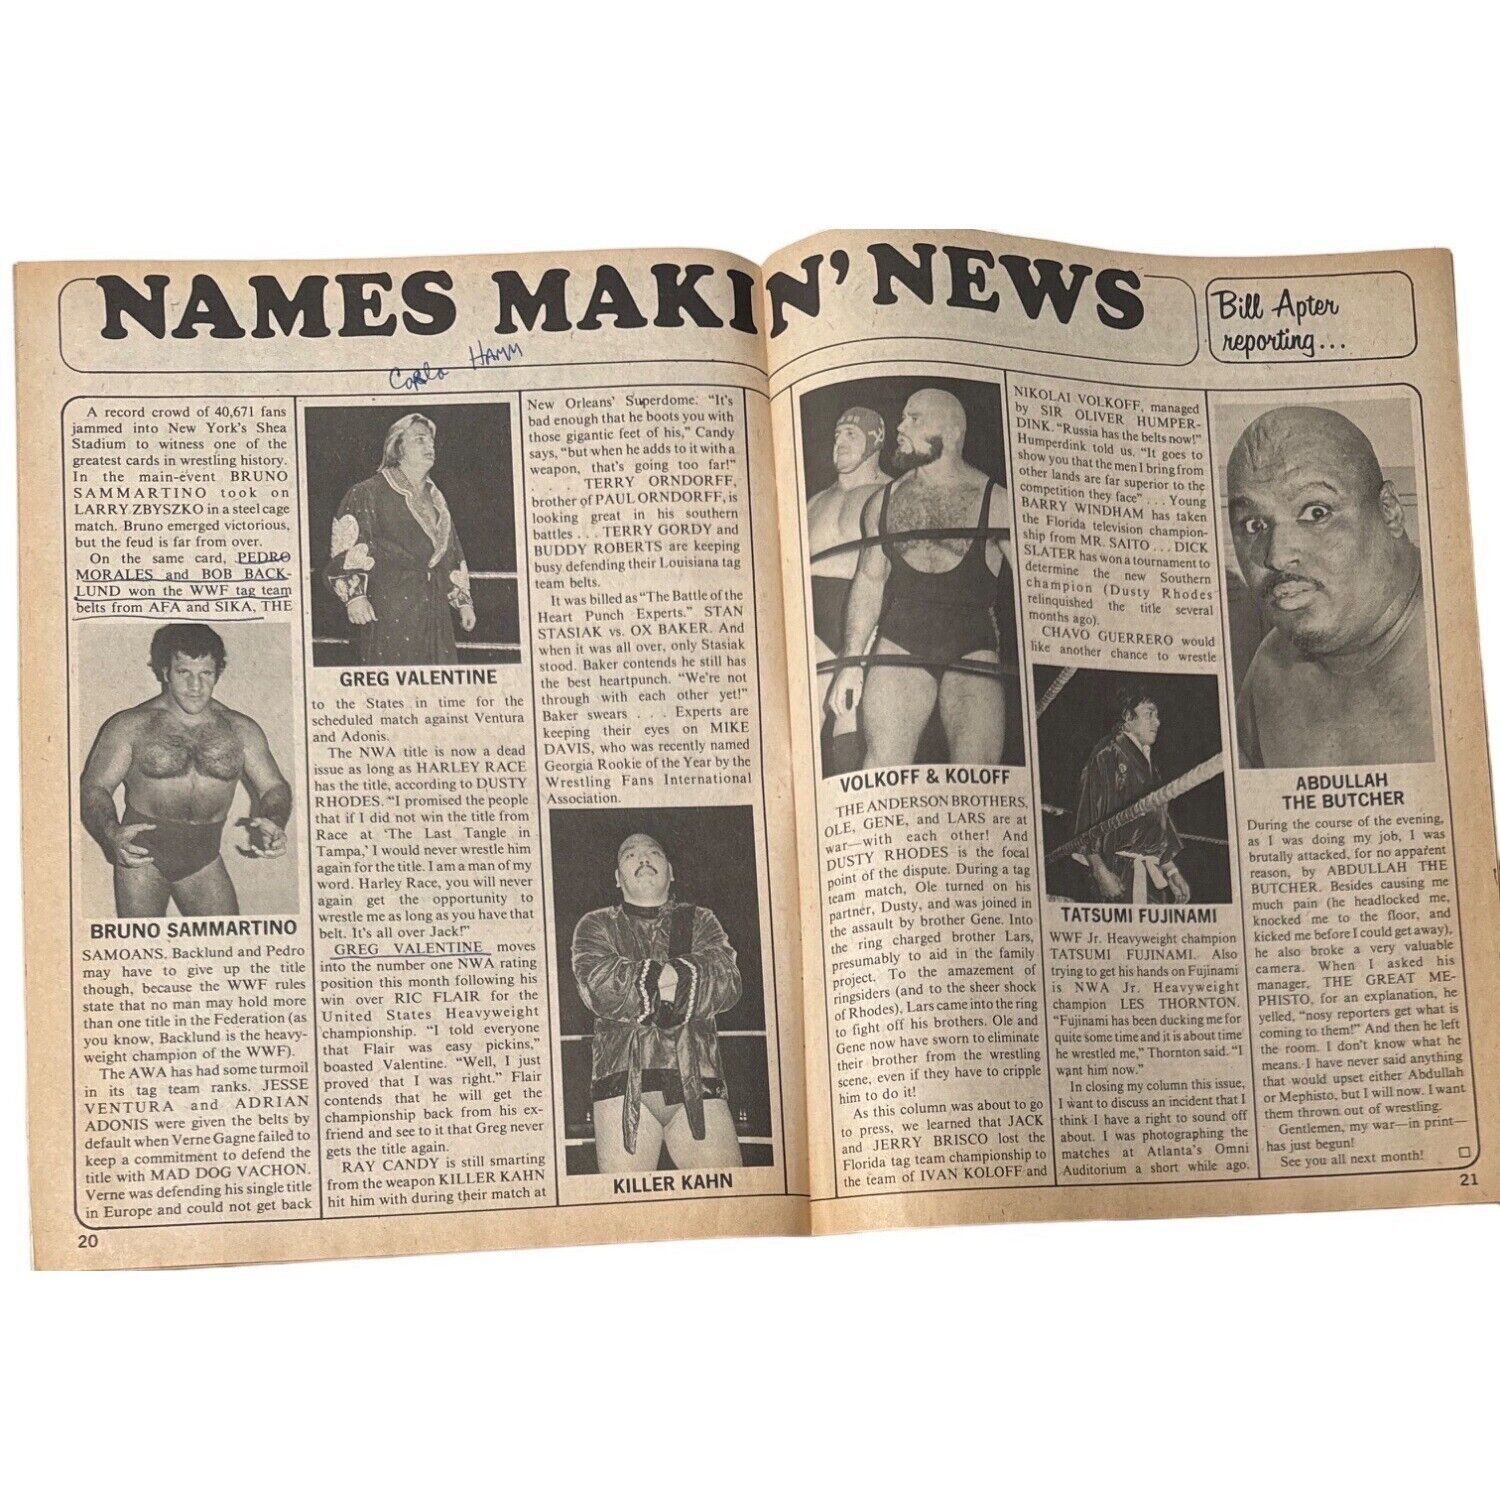 NAMES MAKIN' NEWS
Bill Apter
reporting...
Carlo HAMM
A record crowd of 40,671 fans
jammed into New York's Shea
Stadium to witness one of the
greatest cards in wrestling history.
In the main-event BRUNO
SAMMARTINO took on
LARRY ZBYSZKO in a steel cage
match. Bruno emerged victorious,
but the feud is far from over.
On the same card, PEDRO
MORALES and BOB BACK-
LUND won the WWF tag team
belts from AFA and SIKA, THE
BRUNO SAMMARTINO
SAMOANS. Backlund and Pedro
may have to give up the title
though, because the WWF rules
state that no man may hold more
than one title in the Federation (as
you know, Backlund is the heavy-
weight champion of the WWF).
The AWA has had some turmoil
in its tag team ranks. JESSE
VENTURA and ADRIAN
ADONIS were given the belts by
default when Verne Gagne failed to
keep a commitment to defend the
title with MAD DOG VACHON.
Verne was defending his single title
in Europe and could not get back
20
GREG VALENTINE
to the States in time for the
scheduled match against Ventura
and Adonis.
The NWA title is now a dead
issue as long as HARLEY RACE
has the title, according to DUSTY
RHODES. "I promised the people
that if I did not win the title from
Race at 'The Last Tangle in
Tampa,' I would never wrestle him
again for the title. I am a man of my
word. Harley Race, you will never
again get the opportunity to
wrestle me as long as you have that
belt. It's all over Jack!"
GREG VALENTINE moves
into the number one NWA rating
position this month following his
win over RIC FLAIR for the
United States Heavyweight
championship. "I told everyone
that Flair was easy pickins,"
boasted Valentine. "Well, I just
proved that I was right." Flair
contends that he will get the
championship back from his ex-
friend and see to it that Greg never
gets the title again.
RAY CANDY is still smarting
from the weapon KILLER KAHN
hit him with during their match at
New Orleans' Superdome. "It's
bad enough that he boots you with
those gigantic feet of his," Candy
says, "but when he adds to it with a
weapon, that's going too far!"
. . . . TERRY ORNDORFF,
brother of PAUL ORNDORFF, is
looking great in his southern
battles . . . TERRY GORDY and
BUDDY ROBERTS are keeping
busy defending their Louisiana tag
team belts.
It was billed as "The Battle of the
Heart Punch Experts." STAN
STASIAK vs. OX BAKER. And
when it was all over, only Stasiak
stood. Baker contends he still has
the best heartpunch. "We're not
through with each other yet!"
Baker swears . . . Experts are
keeping their eyes on MIKE
DAVIS, who was recently named
Georgia Rookie of the Year by the
Wrestling Fans International
Association.
KILLER KAHN
VOLKOFF & KOLOFF
THE ANDERSON BROTHERS,
OLE, GENE, and LARS are at
war—with each other! And
DUSTY RHODES is the focal
point of the dispute. During a tag
team match, Ole turned on his
partner, Dusty, and was joined in
the assault by brother Gene. Into
the ring charged brother Lars,
presumably to aid in the family
project. To the amazement of
ringsiders (and to the sheer shock
of Rhodes), Lars came into the ring
to fight off his brothers. Ole and
Gene now have sworn to eliminate
their brother from the wrestling
scene, even if they have to cripple
him to do it!
As this column was about to go
to press, we learned that JACK
and JERRY BRISCO lost the
Florida tag team championship to
the team of IVAN KOLOFF and
NIKOLAI VOLKOFF, managed
by SIR OLIVER HUMPER-
DINK. "Russia has the belts now!"
Humperdink told us. "It goes to
show you that the men I bring from
other lands are far superior to the
competition they face" . . . Young
BARRY WINDHAM has taken
the Florida television champion-
ship from MR. SAITO . . . DICK
SLATER has won a tournament to
determine the new Southern
champion (Dusty Rhodes
relinquished the title several
months ago).
CHAVO GUERRERO would
like another chance to wrestle
TATSUMI FUJINAMI
WWF Jr. Heavyweight champion
TATSUMI FUJINAMI. Also
trying to get his hands on Fujinami
is NWA Jr. Heavyweight
champion LES THORNTON.
"Fujinami has been ducking me for
quite some time and it is about time
he wrestled me," Thornton said. "I
want him now."
In closing my column this issue,
I want to discuss an incident that I
think I have a right to sound off
about. I was photographing the
matches at Atlanta's Omni
Auditorium a short while ago.
ABDULLAH
THE BUTCHER
During the course of the evening,
as I was doing my job, I was
brutally attacked, for no apparent
reason, by ABDULLAH THE
BUTCHER. Besides causing me
much pain (he headlocked me,
knocked me to the floor, and
kicked me before I could get away),
he also broke a very valuable
camera. When I asked his
manager, THE GREAT ME-
PHISTO, for an explanation, he
yelled, "nosy reporters get what is
coming to them!" And then he left
the room. I don't know what he
means. I have never said anything
that would upset either Abdullah
or Mephisto, but I will now. I want
them thrown out of wrestling.
Gentlemen, my war—in print—
has just begun!
See you all next month!
21